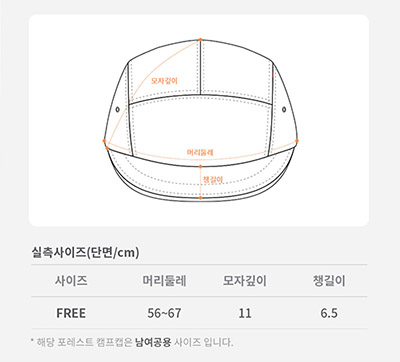 모자깊이
머리둘레
챙길이
실측사이즈(단면/cm)
사이즈 머리둘레 모자깊이 챙길이
FREE 56~67 11 6.5
* 해당 포레스트 캠프캡은 남여공용 사이즈 입니다.